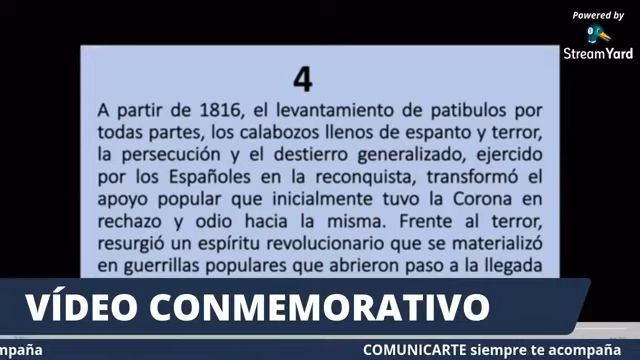 Powered by
StreamYard
4
A partir de 1816, el levantamiento de patibulos por
todas partes, los calabozos llenos de espanto y terror,
la persecución y el destierro generalizado, ejercido
por los Españoles en la reconquista, transformó el
apoyo popular que inicialmente tuvo la Corona en
rechazo y odio hacia la misma. Frente al terror,
resurgió un espíritu revolucionario que se materializó
en guerrillas populares que abrieron paso a la llegada
VÍDEO CONMEMORATIVO
mpaña
COMUNICARTE siempre te acompaña